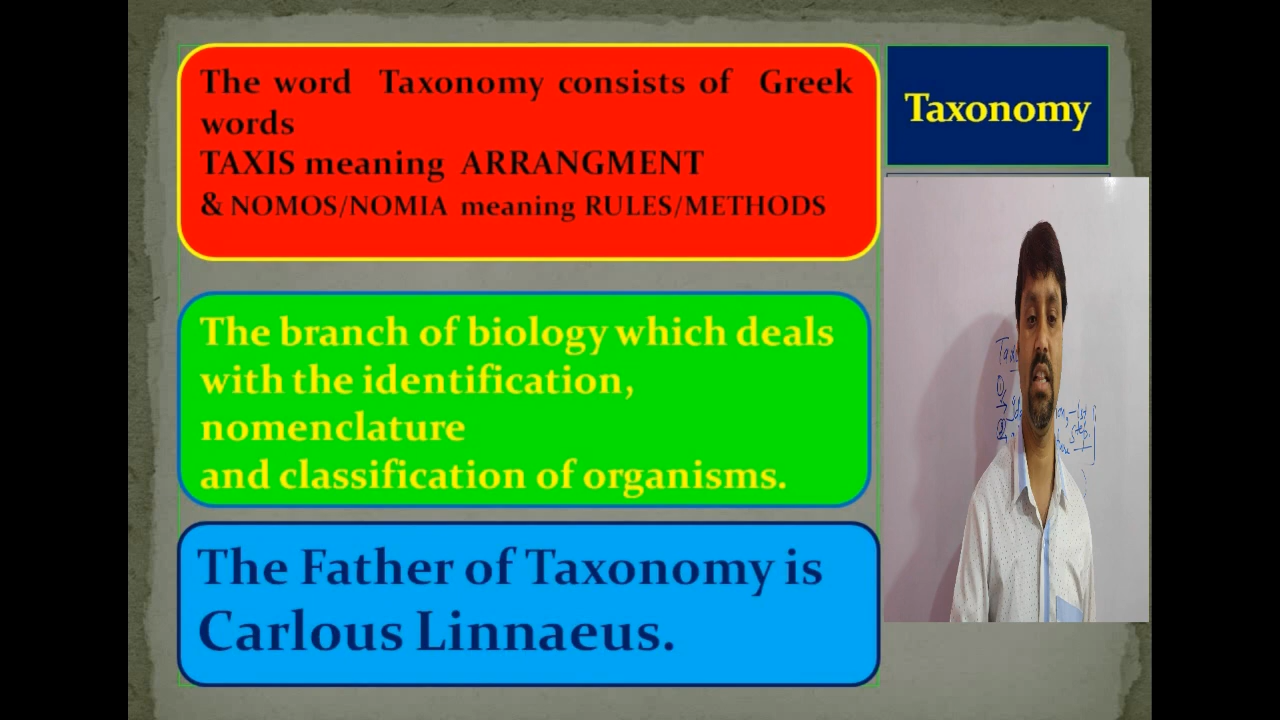 The word Taxonomy consists of Greek
words
TAXIS meaning ARRANGMENT
& NOMOS/NOMIA meaning RULES/METHODS
Taxonomy
The branch of biology which deals
with the identification,
nomenclature
and classification of organisms.
The Father of Taxonomy is
Carlous Linnaeus.